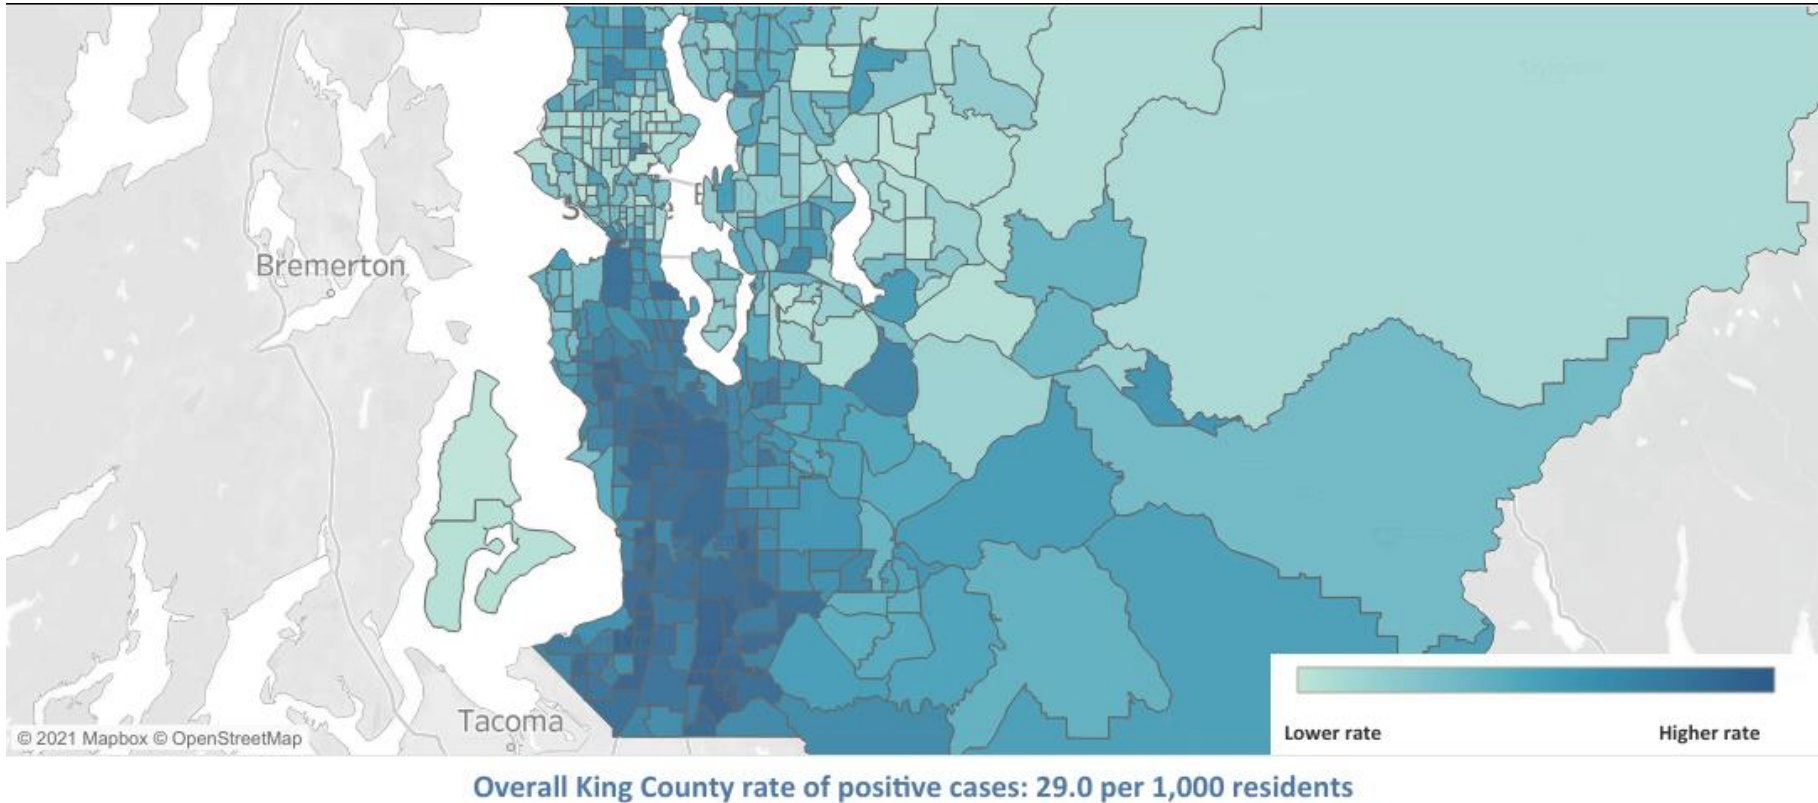 Bremerton
Tacoma
© 2021 Mapbox © OpenStreetMap
Lower rate
Higher rate
Overall King County rate of positive cases: 29.0 per 1,000 residents